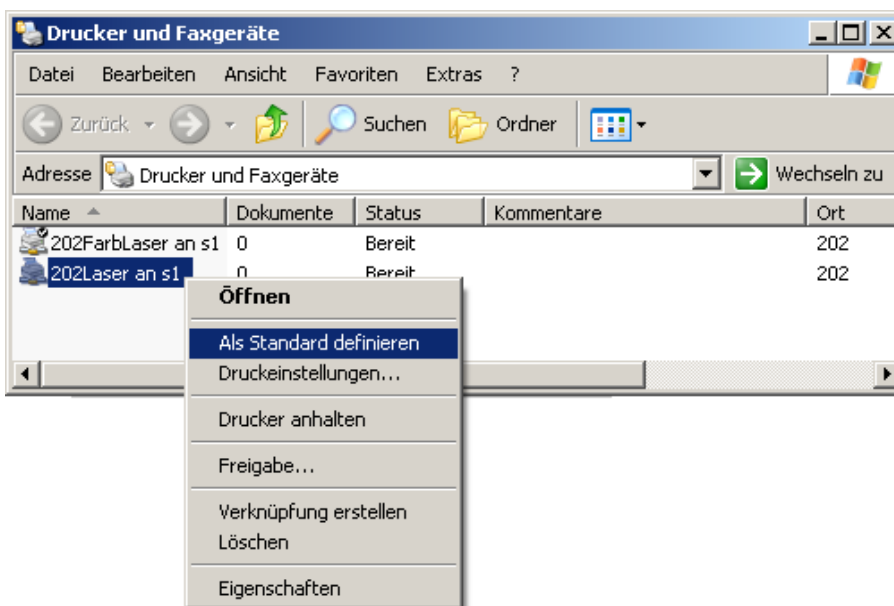 Drucker und Faxgeräte
Datei Bearbeiten Ansicht Favoriten Extras ?
Zurück Suchen Ordner
Adresse Drucker und Faxgeräte Wechseln zu
Name Dokumente Status Kommentare Ort
202FarbLaser an s1 0 Bereit 202
202Laser an s1 0 Bereit 202
Öffnen
Als Standard definieren
Druckeinstellungen...
Drucker anhalten
Freigabe...
Verknüpfung erstellen
Löschen
Eigenschaften